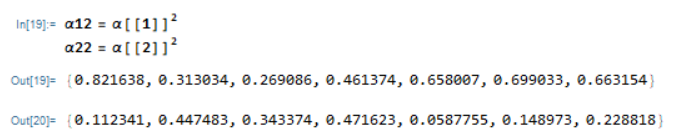 In[19]:= α12 = α[[1]]²
α22 = α[[2]]²
Out[19]= {0.821638, 0.313034, 0.269086, 0.461374, 0.658007, 0.699033, 0.663154}
Out[20]= {0.112341, 0.447483, 0.343374, 0.471623, 0.0587755, 0.148973, 0.228818}